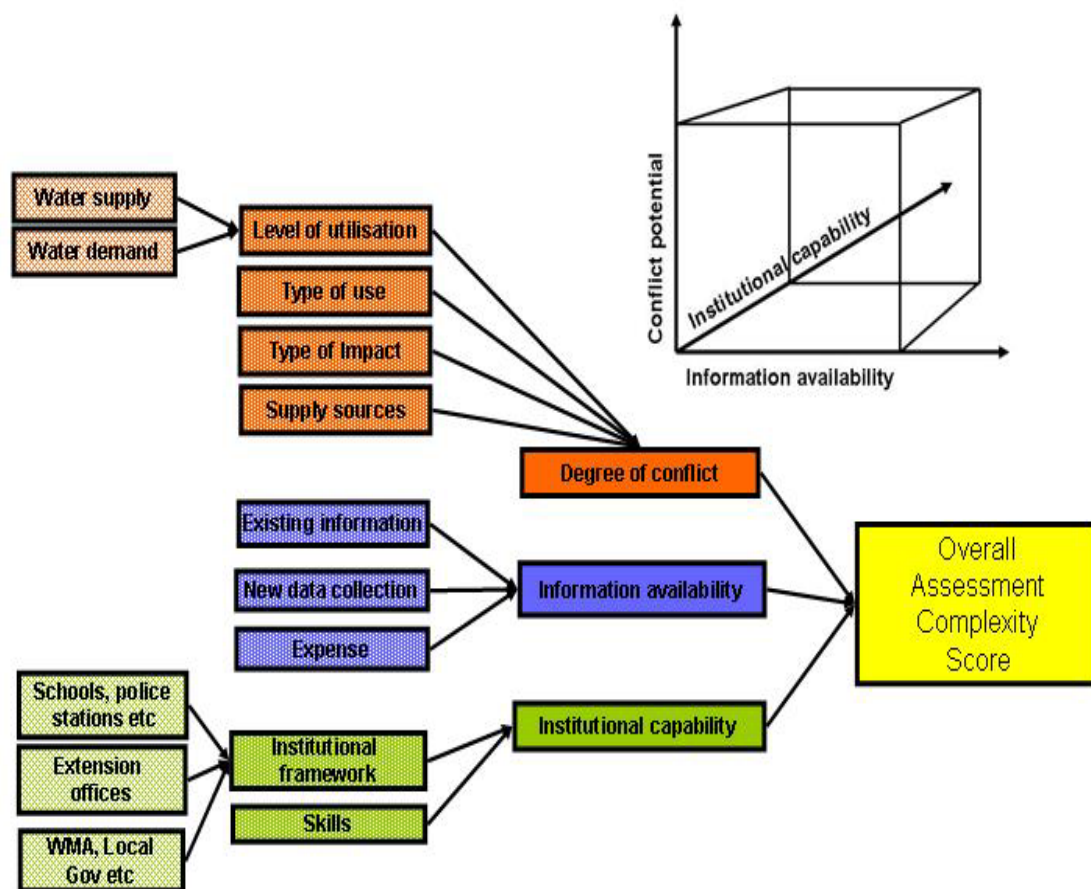 Conflict potential
Institutional capability
Information availability
Water supply
Water demand
Level of utilisation
Type of use
Type of Impact
Supply sources
Degree of conflict
Existing information
New data collection
Expense
Information availability
Overall
Assessment
Complexity
Score
Schools, police
stations etc
Extension
offices
WMA, Local
Gov etc
Institutional
framework
Skills
Institutional capability